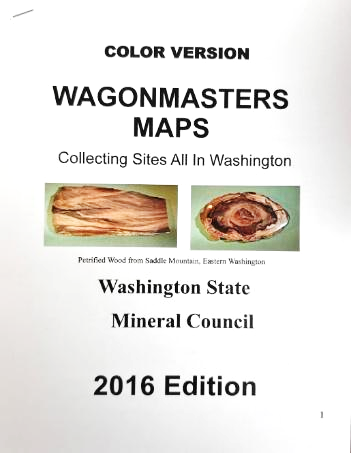 COLOR VERSION
WAGONMASTERS
MAPS
Collecting Sites All In Washington
Petrified Wood from Saddle Mountain, Eastern Washington
Washington State
Mineral Council
2016 Edition
1